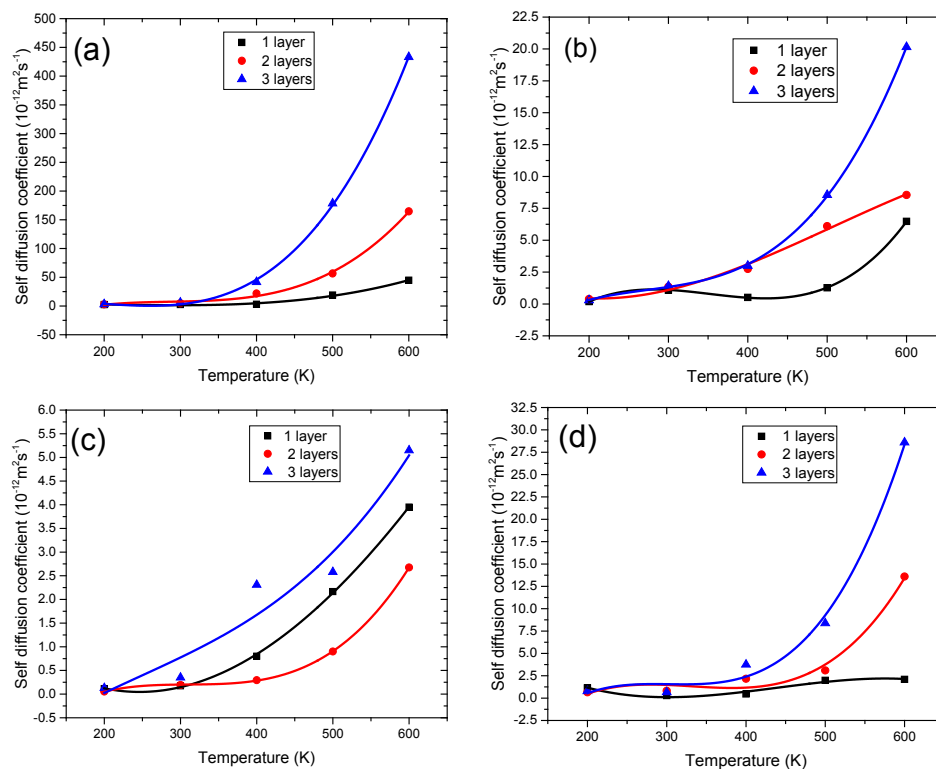 (a)
1 layer
2 layers
3 layers
500
450
400
350
300
250
200
150
100
50
0
-50
Self diffusion coefficient (10⁻¹²m²s⁻¹)
200 300 400 500 600
Temperature (K)
(b)
1 layer
2 layers
3 layers
22.5
20.0
17.5
15.0
12.5
10.0
7.5
5.0
2.5
0.0
-2.5
Self diffusion coefficient (10⁻¹²m²s⁻¹)
200 300 400 500 600
Temperature (K)
(c)
1 layer
2 layers
3 layers
6.0
5.5
5.0
4.5
4.0
3.5
3.0
2.5
2.0
1.5
1.0
0.5
0.0
-0.5
Self diffusion coefficient (10⁻¹²m²s⁻¹)
200 300 400 500 600
Temperature (K)
(d)
1 layers
2 layers
3 layers
32.5
30.0
27.5
25.0
22.5
20.0
17.5
15.0
12.5
10.0
7.5
5.0
2.5
0.0
-2.5
Self diffusion coefficient (10⁻¹²m²s⁻¹)
200 300 400 500 600
Temperature (K)